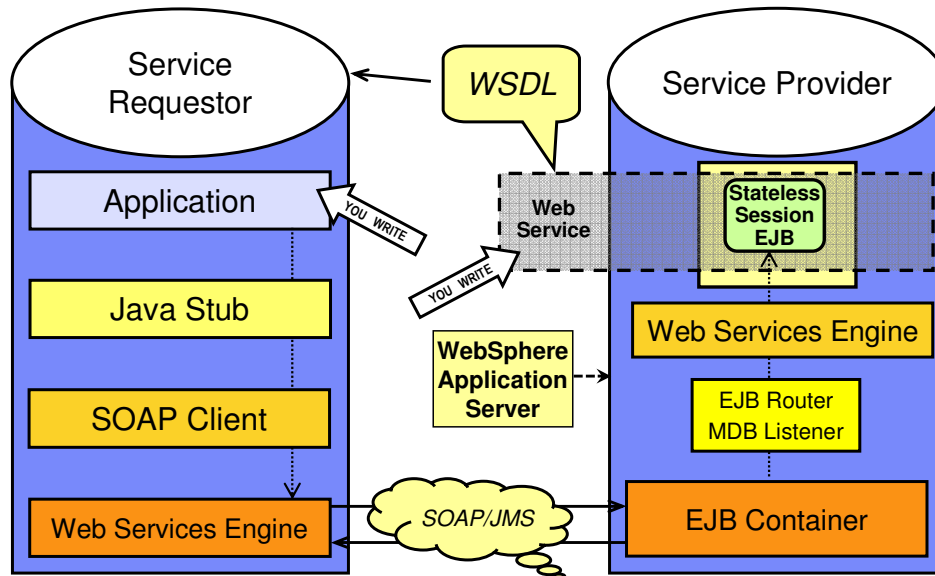 Service
Requestor
WSDL
Service Provider
Application
YOU WRITE
Web
Service
Stateless
Session
EJB
YOU WRITE
Java Stub
Web Services Engine
WebSphere
Application
Server
SOAP Client
EJB Router
MDB Listener
Web Services Engine
SOAP/JMS
EJB Container